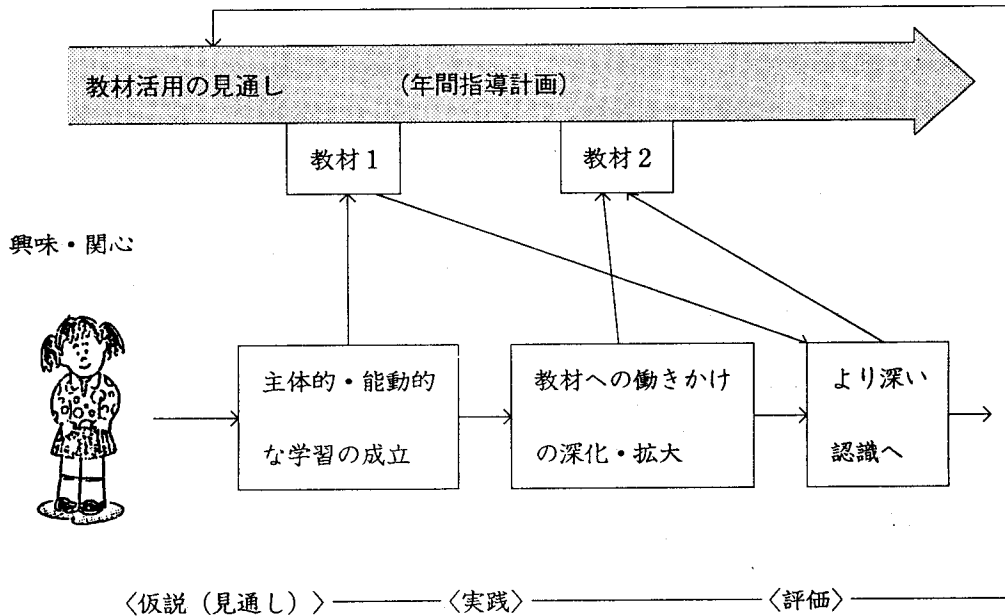 教材活用の見通し (年間指導計画)
教材1
教材2
興味・関心
主体的・能動的
な学習の成立
教材への働きかけ
の深化・拡大
より深い
認識へ
〈仮説(見通し)〉 〈実践〉 〈評価〉